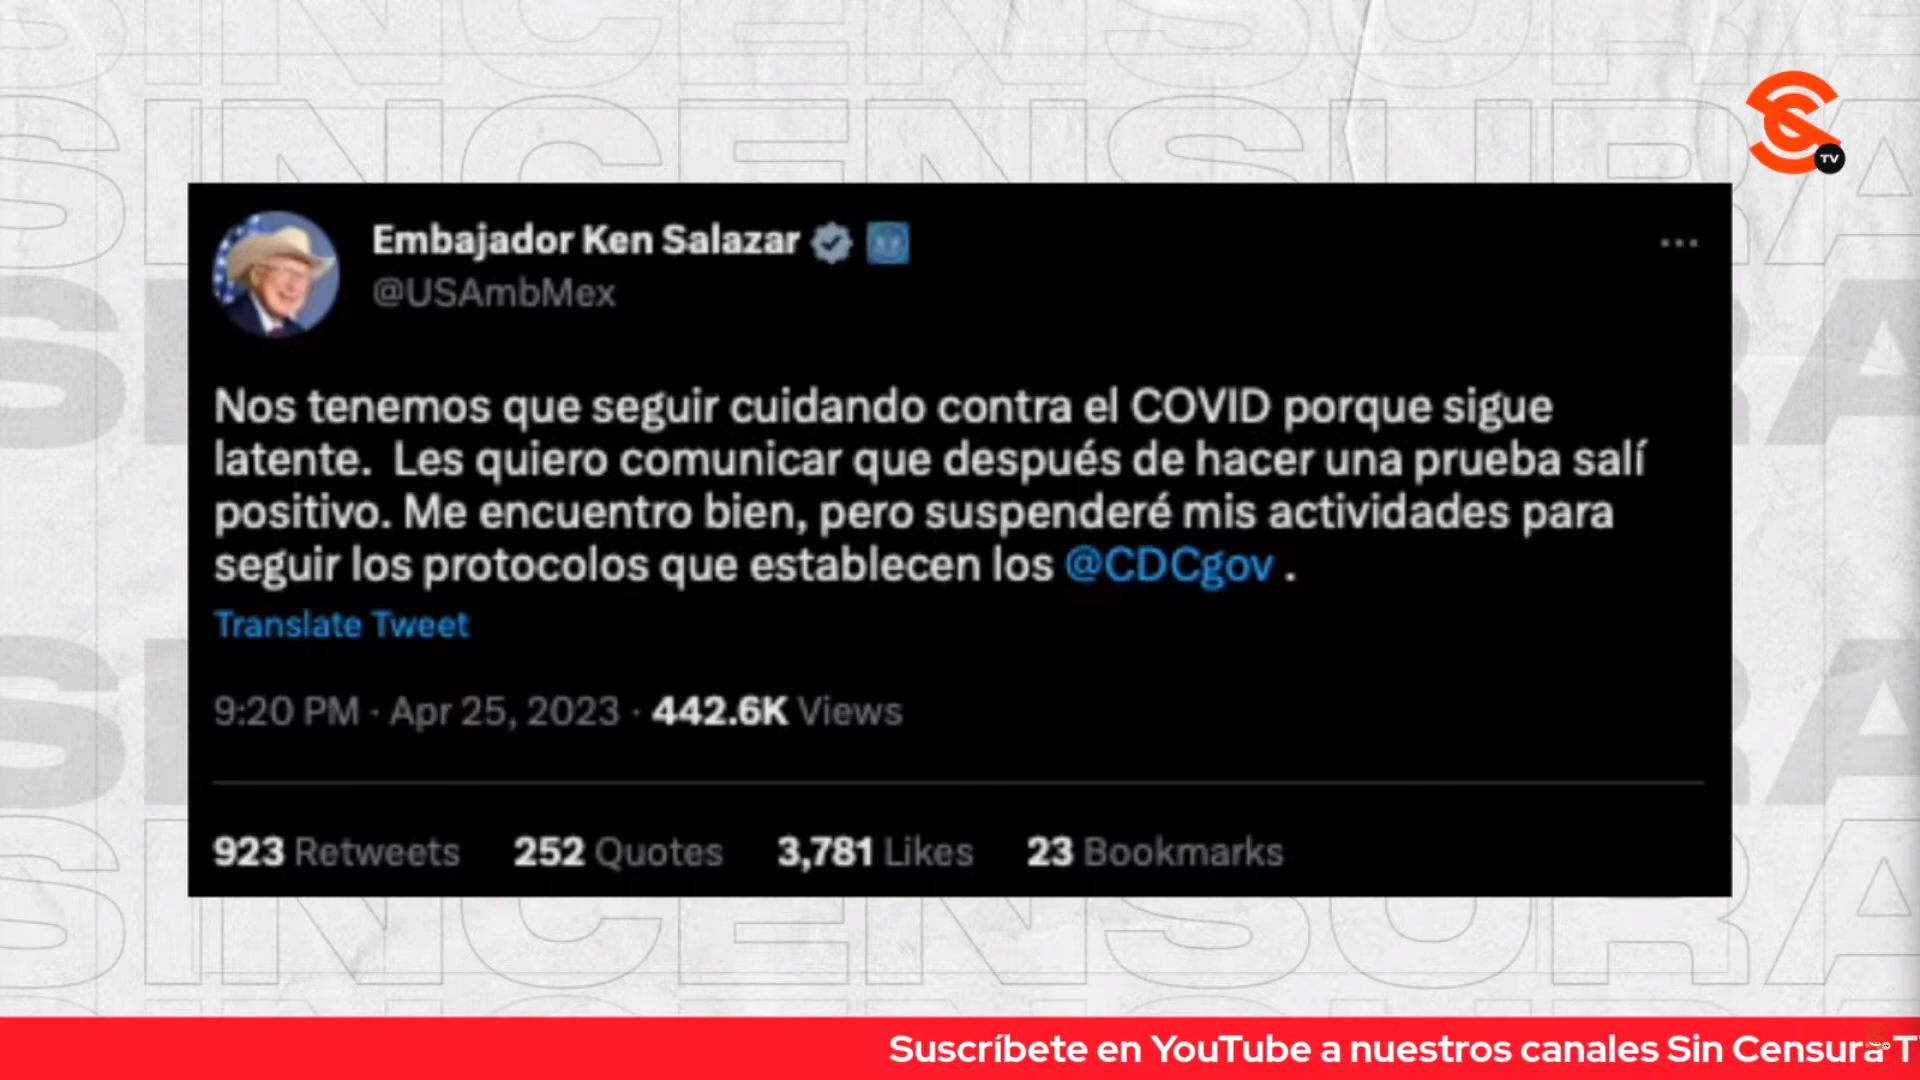 SINCENSURA
TV
Embajador Ken Salazar
@USAmbMex
Nos tenemos que seguir cuidando contra el COVID porque sigue
latente. Les quiero comunicar que después de hacer una prueba salí
positivo. Me encuentro bien, pero suspenderé mis actividades para
seguir los protocolos que establecen los @CDCgov .
Translate Tweet
9:20 PM · Apr 25, 2023 · 442.6K Views
923 Retweets 252 Quotes 3,781 Likes 23 Bookmarks
SINCENSURA
Suscríbete en YouTube a nuestros canales Sin Censura T